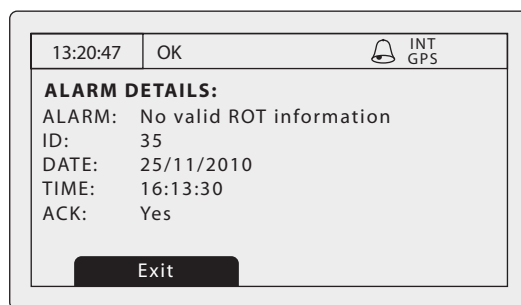 13:20:47 OK INT
GPS
ALARM DETAILS:
ALARM: No valid ROT information
ID: 35
DATE: 25/11/2010
TIME: 16:13:30
ACK: Yes
Exit